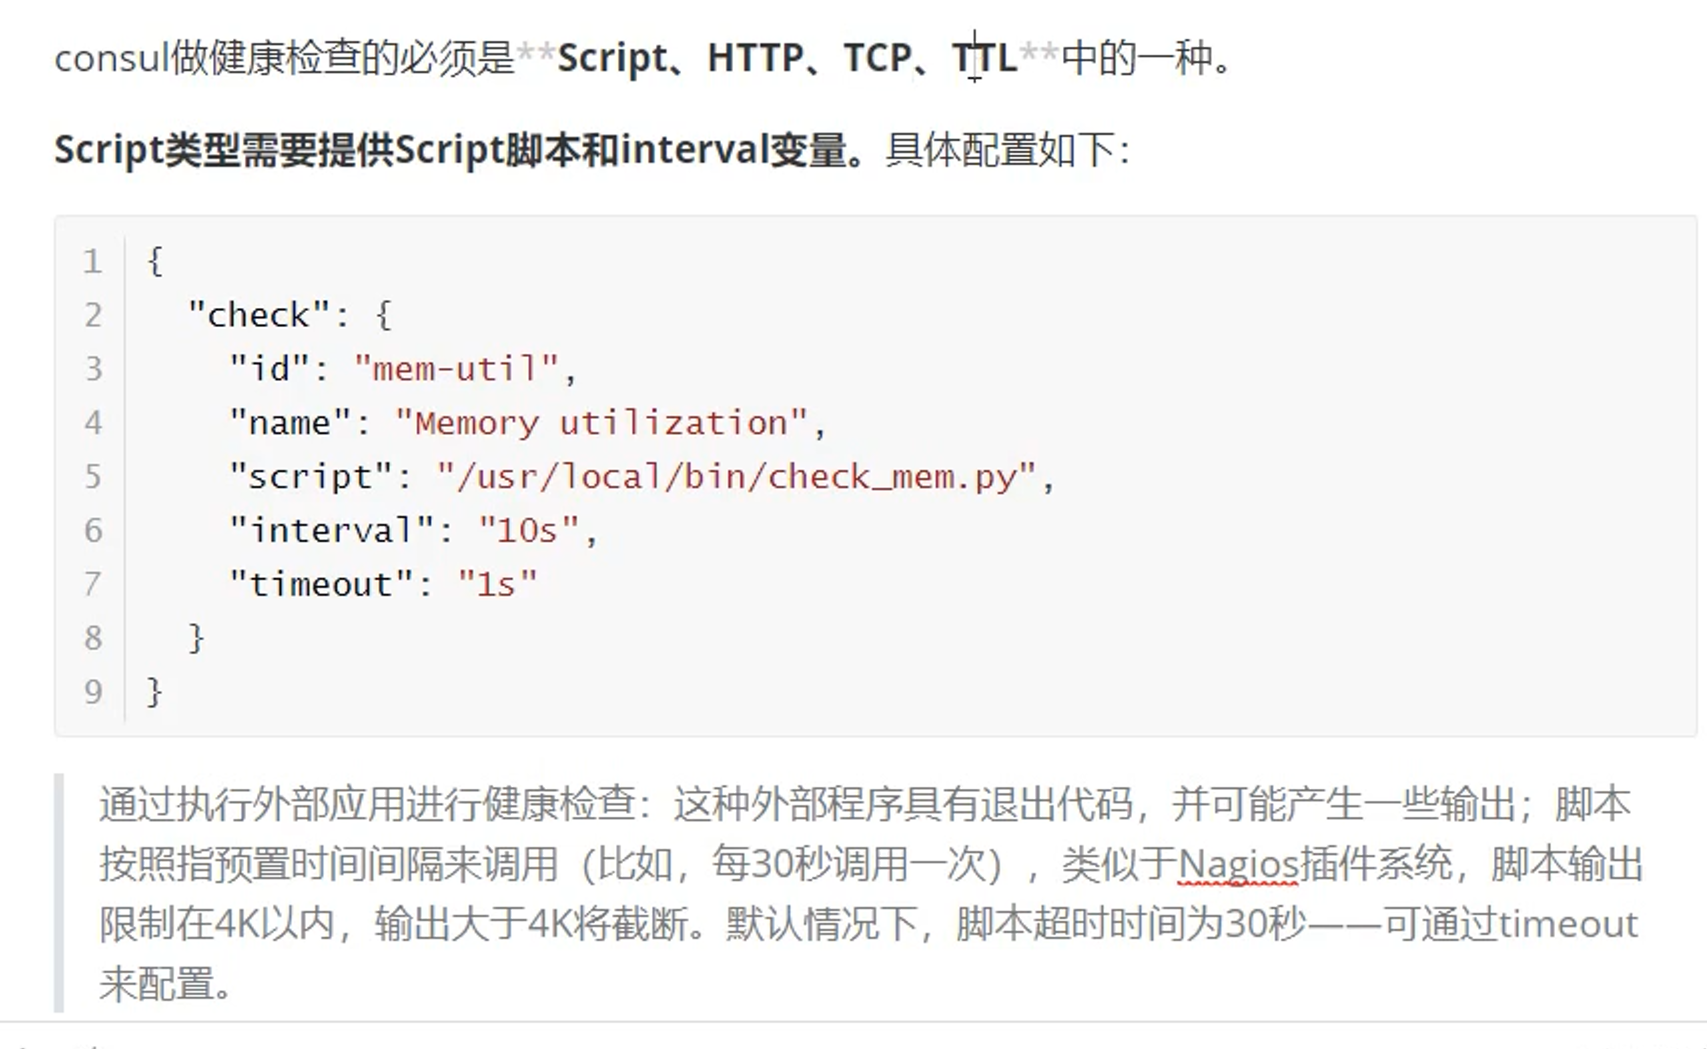 consul做健康检查的必须是**Script、HTTP、TCP、TTL**中的一种。
Script类型需要提供Script脚本和interval变量。具体配置如下：
1 {
2   "check": {
3     "id": "mem-util",
4     "name": "Memory utilization",
5     "script": "/usr/local/bin/check_mem.py",
6     "interval": "10s",
7     "timeout": "1s"
8   }
9 }
通过执行外部应用进行健康检查：这种外部程序具有退出代码，并可能产生一些输出；脚本
按照指预置时间间隔来调用（比如，每30秒调用一次），类似于Nagios插件系统，脚本输出
限制在4K以内，输出大于4K将截断。默认情况下，脚本超时时间为30秒——可通过timeout
来配置。